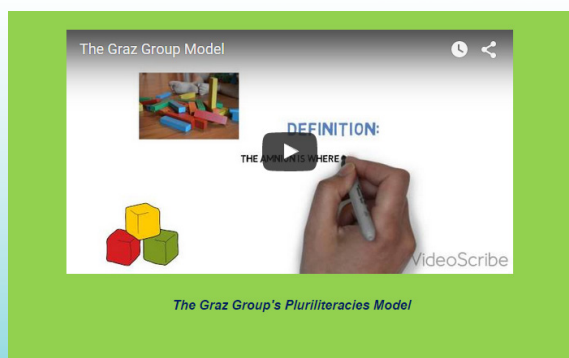 The Graz Group Model
DEFINITION:
THE AMNION IS WHERE
VideoScribe
The Graz Group's Pluriliteracies Model